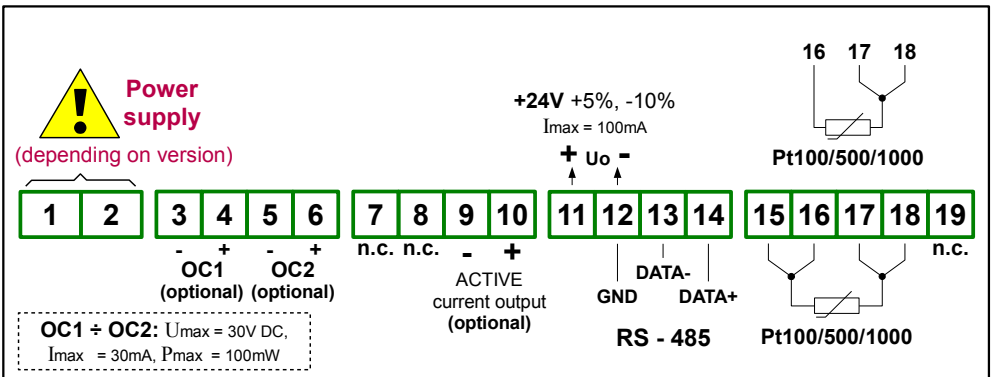 16 17 18
Power
supply
(depending on version)
+24V +5%, -10%
Imax = 100mA
+ Uo -
Pt100/500/1000
1 2 3 4 5 6 7 8 9 10 11 12 13 14 15 16 17 18 19
- + - +
OC1 OC2
(optional) (optional)
n.c. n.c. - +
ACTIVE
current output
(optional)
GND DATA- DATA+
RS - 485
Pt100/500/1000
n.c.
OC1 ÷ OC2: Umax = 30V DC,
Imax = 30mA, Pmax = 100mW